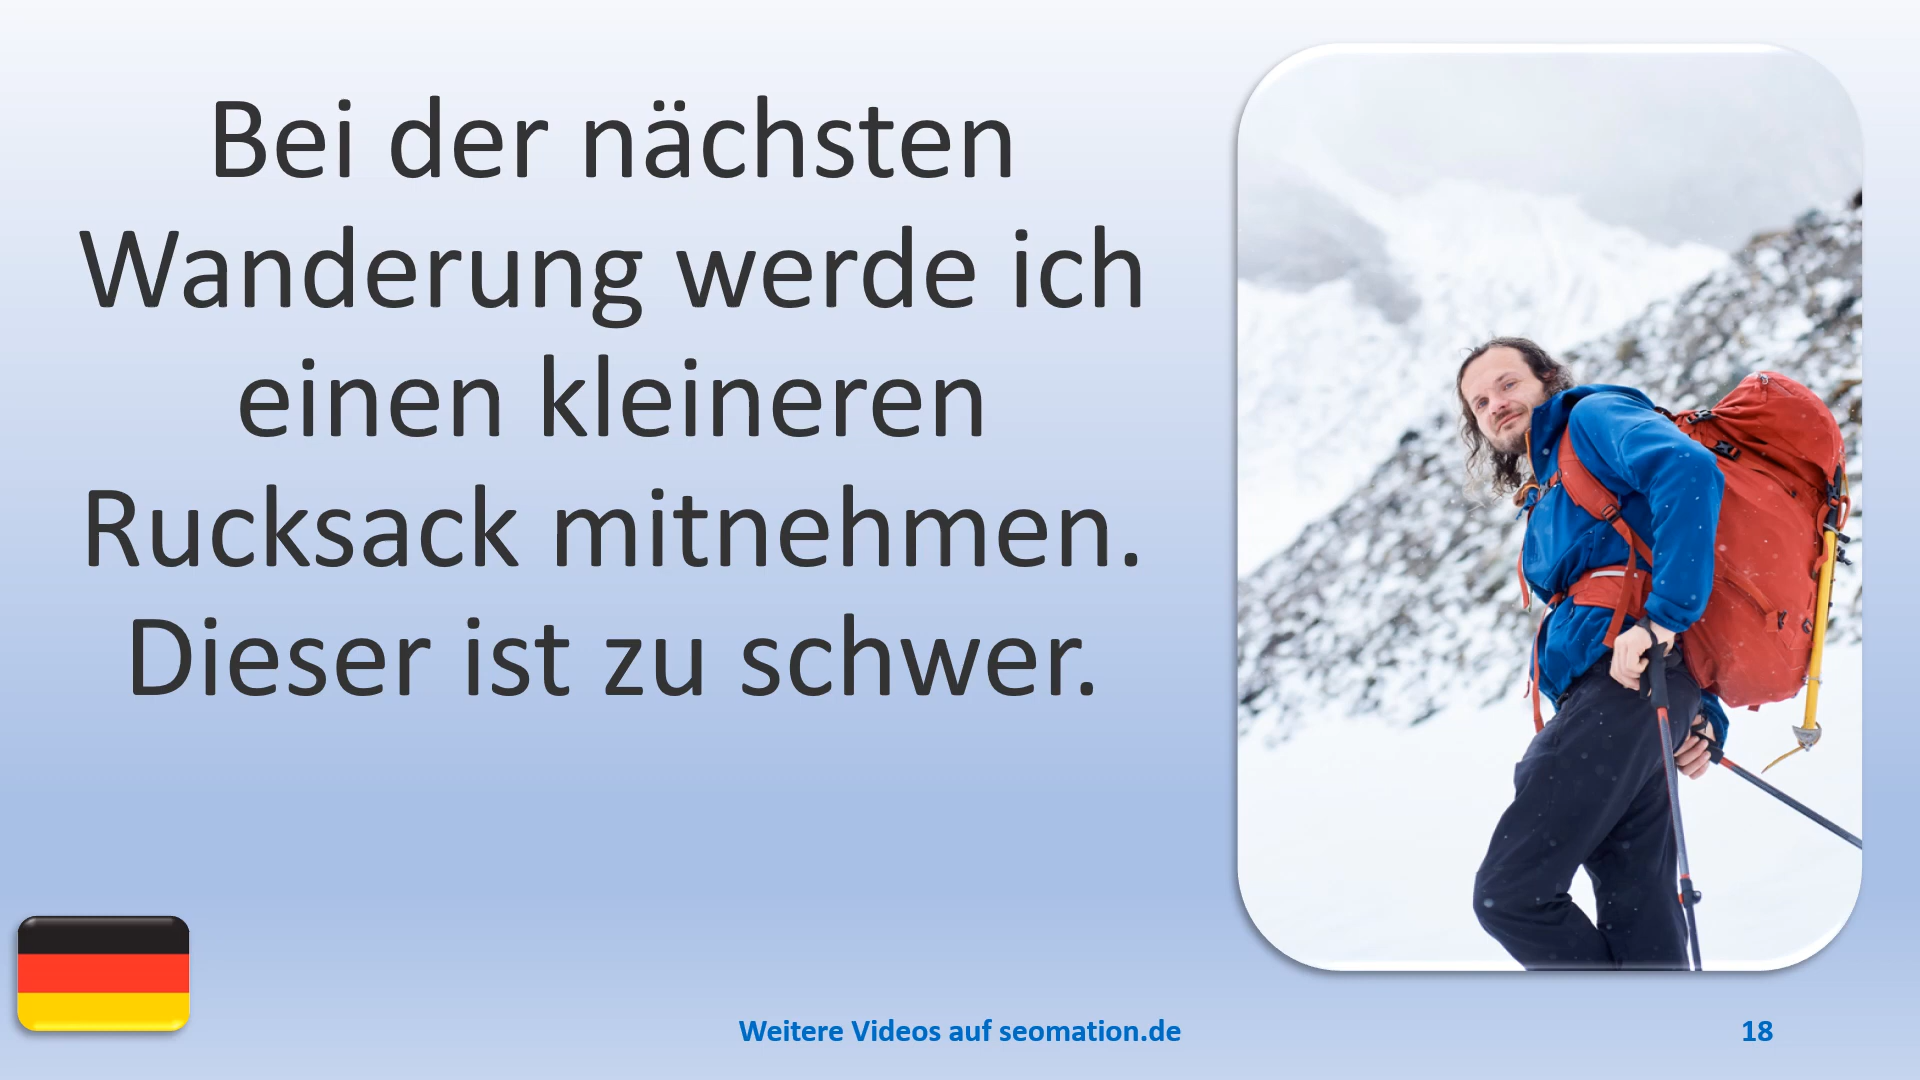 Bei der nächsten
Wanderung werde ich
einen kleineren
Rucksack mitnehmen.
Dieser ist zu schwer.
Weitere Videos auf seomation.de
18